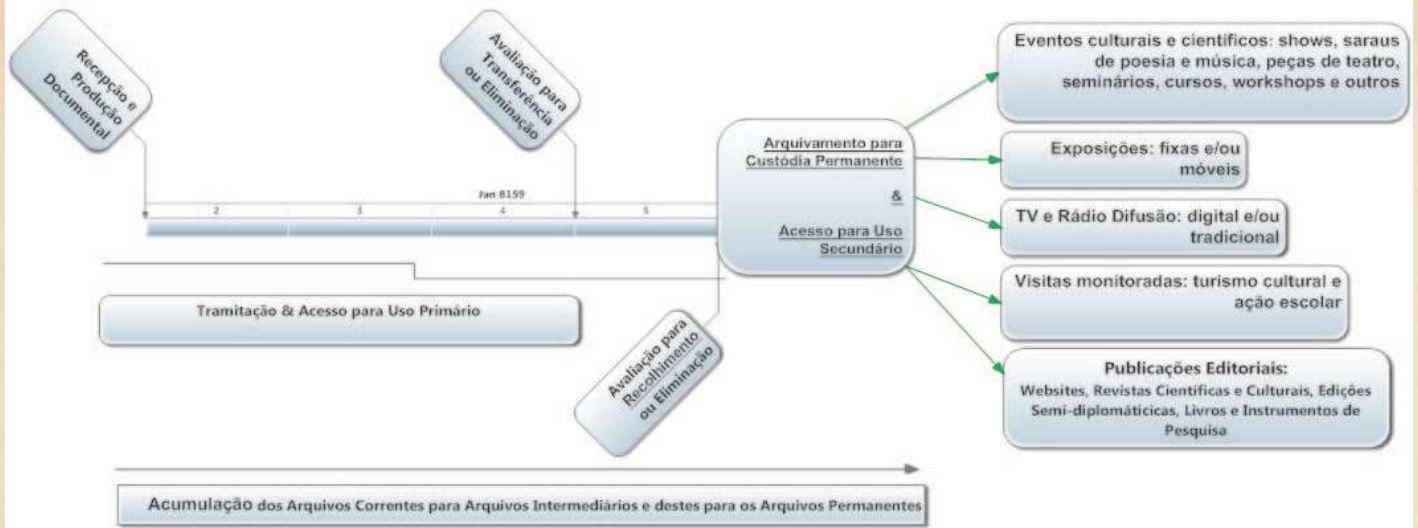 Recepção e
Produção
Documental
Avaliação para
Transferência
ou Eliminação
Jan 8159
2
3
4
5
Arquivamento para
Custódia Permanente
&
Acesso para Uso
Secundário
Eventos culturais e científicos: shows, saraus
de poesia e música, peças de teatro,
seminários, cursos, workshops e outros
Exposições: fixas e/ou
móveis
TV e Rádio Difusão: digital e/ou
tradicional
Visitas monitoradas: turismo cultural e
ação escolar
Publicações Editoriais:
Websites, Revistas Científicas e Culturais, Edições
Semi-diplomáticicas, Livros e Instrumentos de
Pesquisa
Tramitação & Acesso para Uso Primário
Avaliação para
Recolhimento
ou Eliminação
Acumulação dos Arquivos Correntes para Arquivos Intermediários e destes para os Arquivos Permanentes